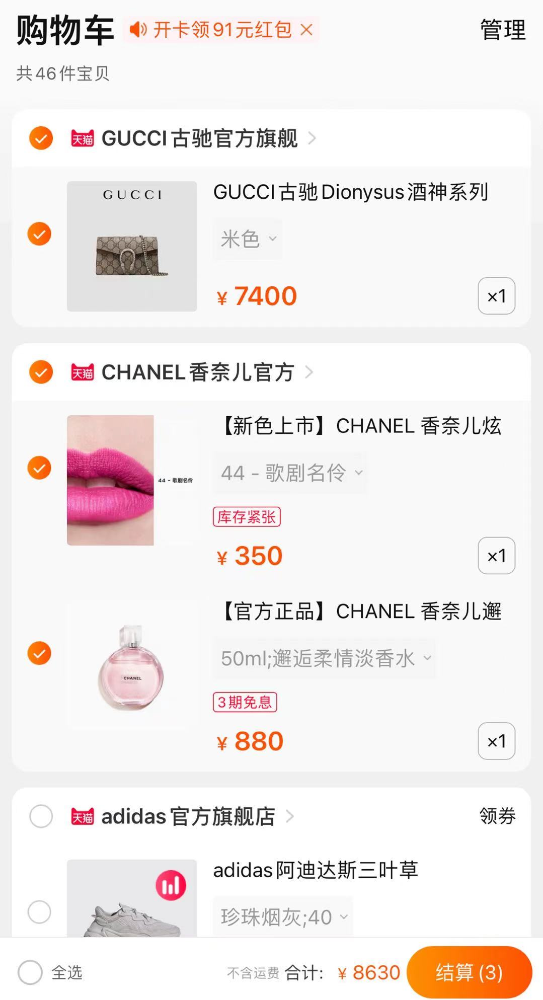 购物车 开卡领91元红包 × 管理
共46件宝贝
天猫 GUCCI古驰官方旗舰 >
GUCCI
GUCCI古驰Dionysus酒神系列
米色
¥ 7400 ×1
天猫 CHANEL香奈儿官方 >
【新色上市】CHANEL 香奈儿炫
44 - 歌剧名伶
44 - 歌剧名伶
库存紧张
¥ 350 ×1
【官方正品】CHANEL 香奈儿邂
50ml;邂逅柔情淡香水
CHANEL
3期免息
¥ 880 ×1
天猫 adidas官方旗舰店 > 领券
adidas阿迪达斯三叶草
珍珠烟灰;40
全选 不含运费 合计: ¥ 8630 结算(3)